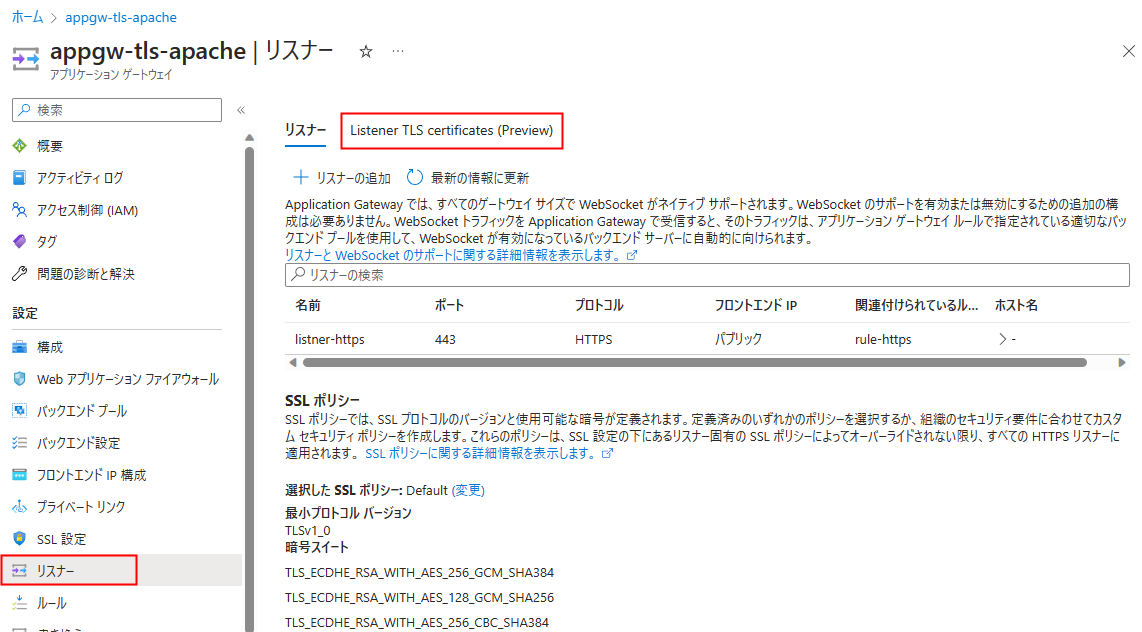 ホーム > appgw-tls-apache
appgw-tls-apache | リスナー ☆ …
アプリケーション ゲートウェイ
検索
概要
アクティビティ ログ
アクセス制御 (IAM)
タグ
問題の診断と解決
設定
構成
Web アプリケーション ファイアウォール
バックエンド プール
バックエンド設定
フロントエンド IP 構成
プライベート リンク
SSL 設定
リスナー
ルール
リスナー Listener TLS certificates (Preview)
リスナーの追加 最新の情報に更新
Application Gateway では、すべてのゲートウェイ サイズで WebSocket がネイティブ サポートされます。WebSocket のサポートを有効または無効にするための追加の構
成は必要ありません。WebSocket トラフィックを Application Gateway で受信すると、そのトラフィックは、アプリケーション ゲートウェイ ルールで指定されている適切なバッ
クエンド プールを使用して、WebSocket が有効になっているバックエンド サーバーに自動的に向けられます。
リスナーと WebSocket のサポートに関する詳細情報を表示します。
リスナーの検索
名前 ポート プロトコル フロントエンド IP 関連付けられているル... ホスト名
listner-https 443 HTTPS パブリック rule-https > -
SSL ポリシー
SSL ポリシーでは、SSL プロトコルのバージョンと使用可能な暗号が定義されます。定義済みのいずれかのポリシーを選択するか、組織のセキュリティ要件に合わせてカスタ
ム セキュリティ ポリシーを作成します。これらのポリシーは、SSL 設定の下にあるリスナー固有の SSL ポリシーによってオーバーライドされない限り、すべての HTTPS リスナーに
適用されます。 SSL ポリシーに関する詳細情報を表示します。
選択した SSL ポリシー: Default (変更)
最小プロトコル バージョン
TLSv1_0
暗号スイート
TLS_ECDHE_RSA_WITH_AES_256_GCM_SHA384
TLS_ECDHE_RSA_WITH_AES_128_GCM_SHA256
TLS_ECDHE_RSA_WITH_AES_256_CBC_SHA384